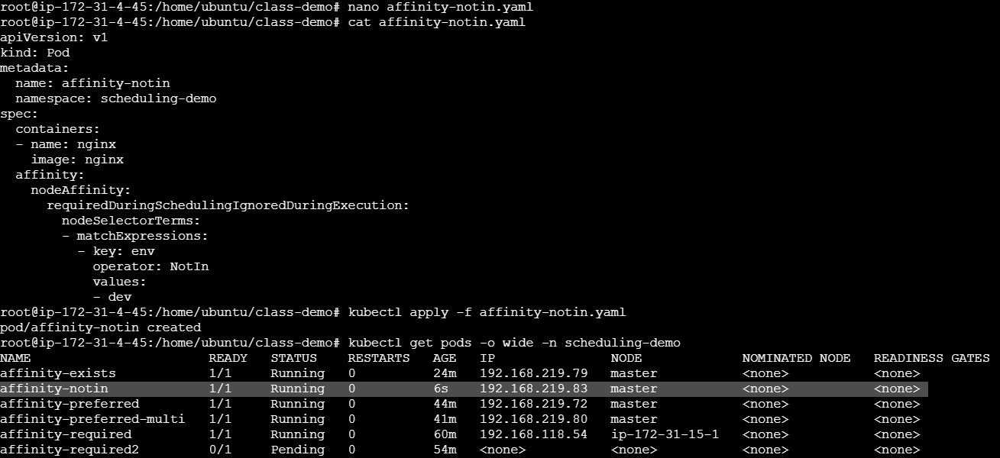 root@ip-172-31-4-45:/home/ubuntu/class-demo# nano affinity-notin.yaml
root@ip-172-31-4-45:/home/ubuntu/class-demo# cat affinity-notin.yaml
apiVersion: v1
kind: Pod
metadata:
  name: affinity-notin
  namespace: scheduling-demo
spec:
  containers:
  - name: nginx
    image: nginx
  affinity:
    nodeAffinity:
      requiredDuringSchedulingIgnoredDuringExecution:
        nodeSelectorTerms:
        - matchExpressions:
          - key: env
            operator: NotIn
            values:
            - dev
root@ip-172-31-4-45:/home/ubuntu/class-demo# kubectl apply -f affinity-notin.yaml
pod/affinity-notin created
root@ip-172-31-4-45:/home/ubuntu/class-demo# kubectl get pods -o wide -n scheduling-demo
NAME                       READY   STATUS    RESTARTS   AGE   IP               NODE             NOMINATED NODE   READINESS GATES
affinity-exists            1/1     Running   0          24m   192.168.219.79   master           <none>           <none>
affinity-notin             1/1     Running   0          6s    192.168.219.83   master           <none>           <none>
affinity-preferred         1/1     Running   0          44m   192.168.219.72   master           <none>           <none>
affinity-preferred-multi   1/1     Running   0          41m   192.168.219.80   master           <none>           <none>
affinity-required          1/1     Running   0          60m   192.168.118.54   ip-172-31-15-1   <none>           <none>
affinity-required2         0/1     Pending   0          54m   <none>           <none>           <none>           <none>